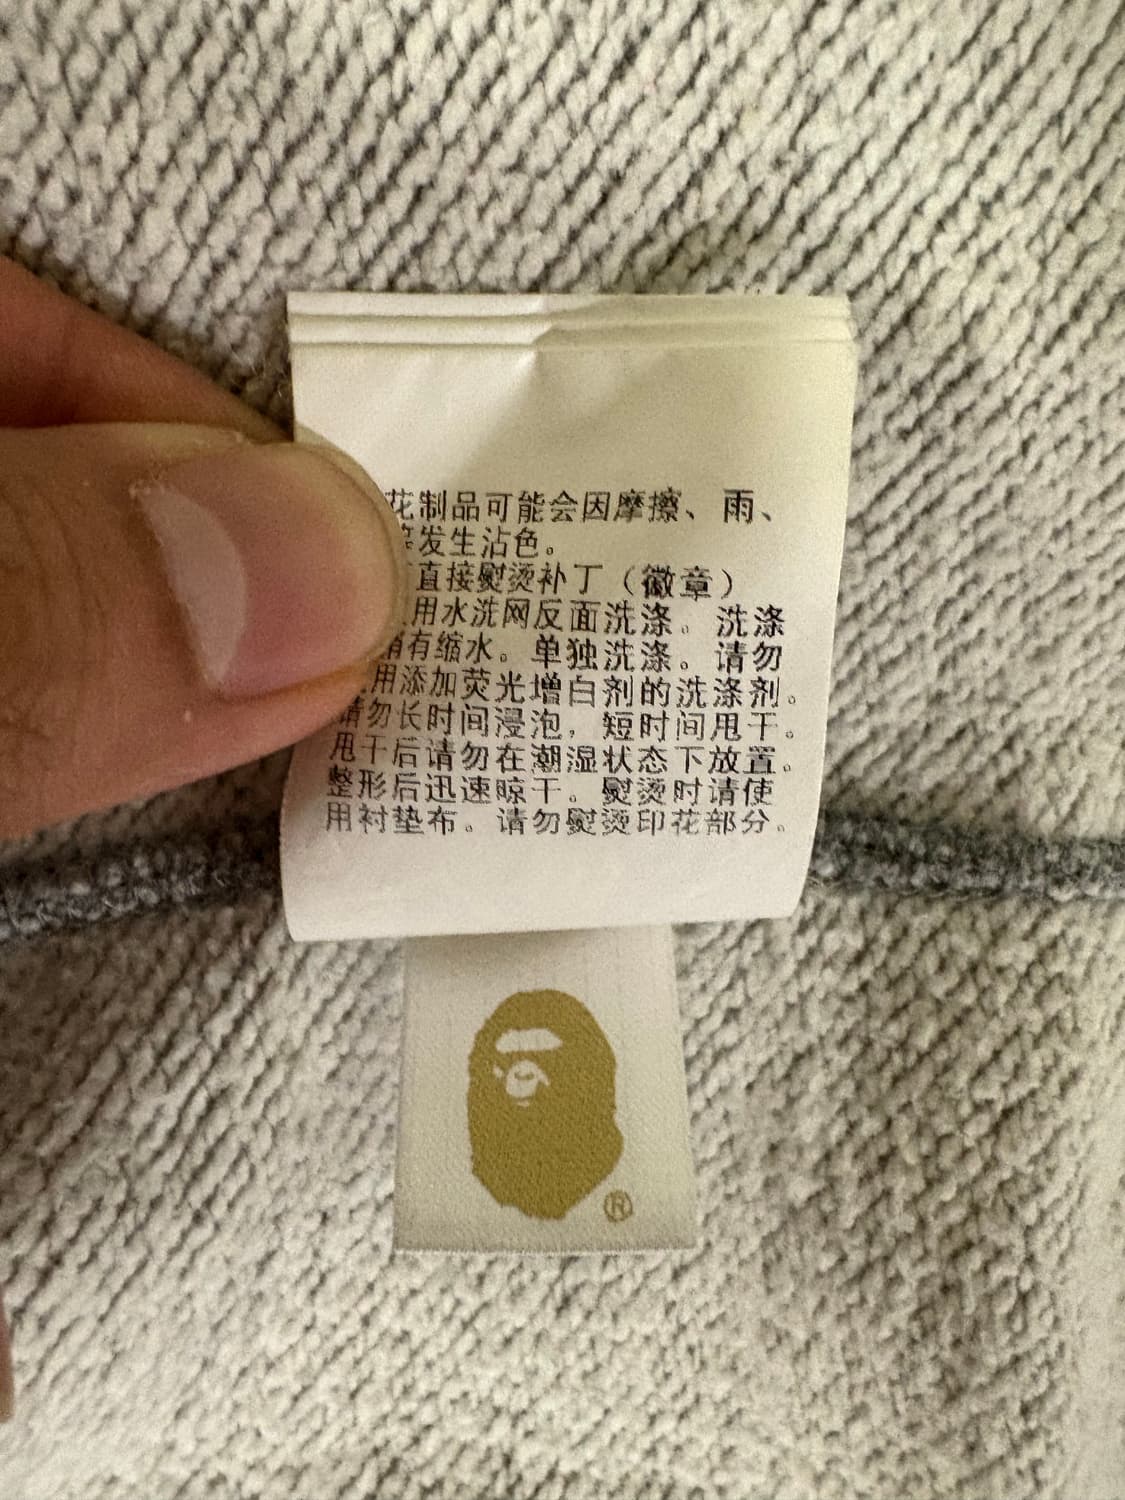 花制品可能会因摩擦、雨、
发生沾色。
直接熨烫补丁（徽章）
用水洗网反面洗涤。洗涤
稍有缩水。单独洗涤。请勿
用添加荧光增白剂的洗涤剂。
请勿长时间浸泡，短时间甩干。
甩干后请勿在潮湿状态下放置。
整形后迅速晾干。熨烫时请使
用衬垫布。请勿熨烫印花部分。
®